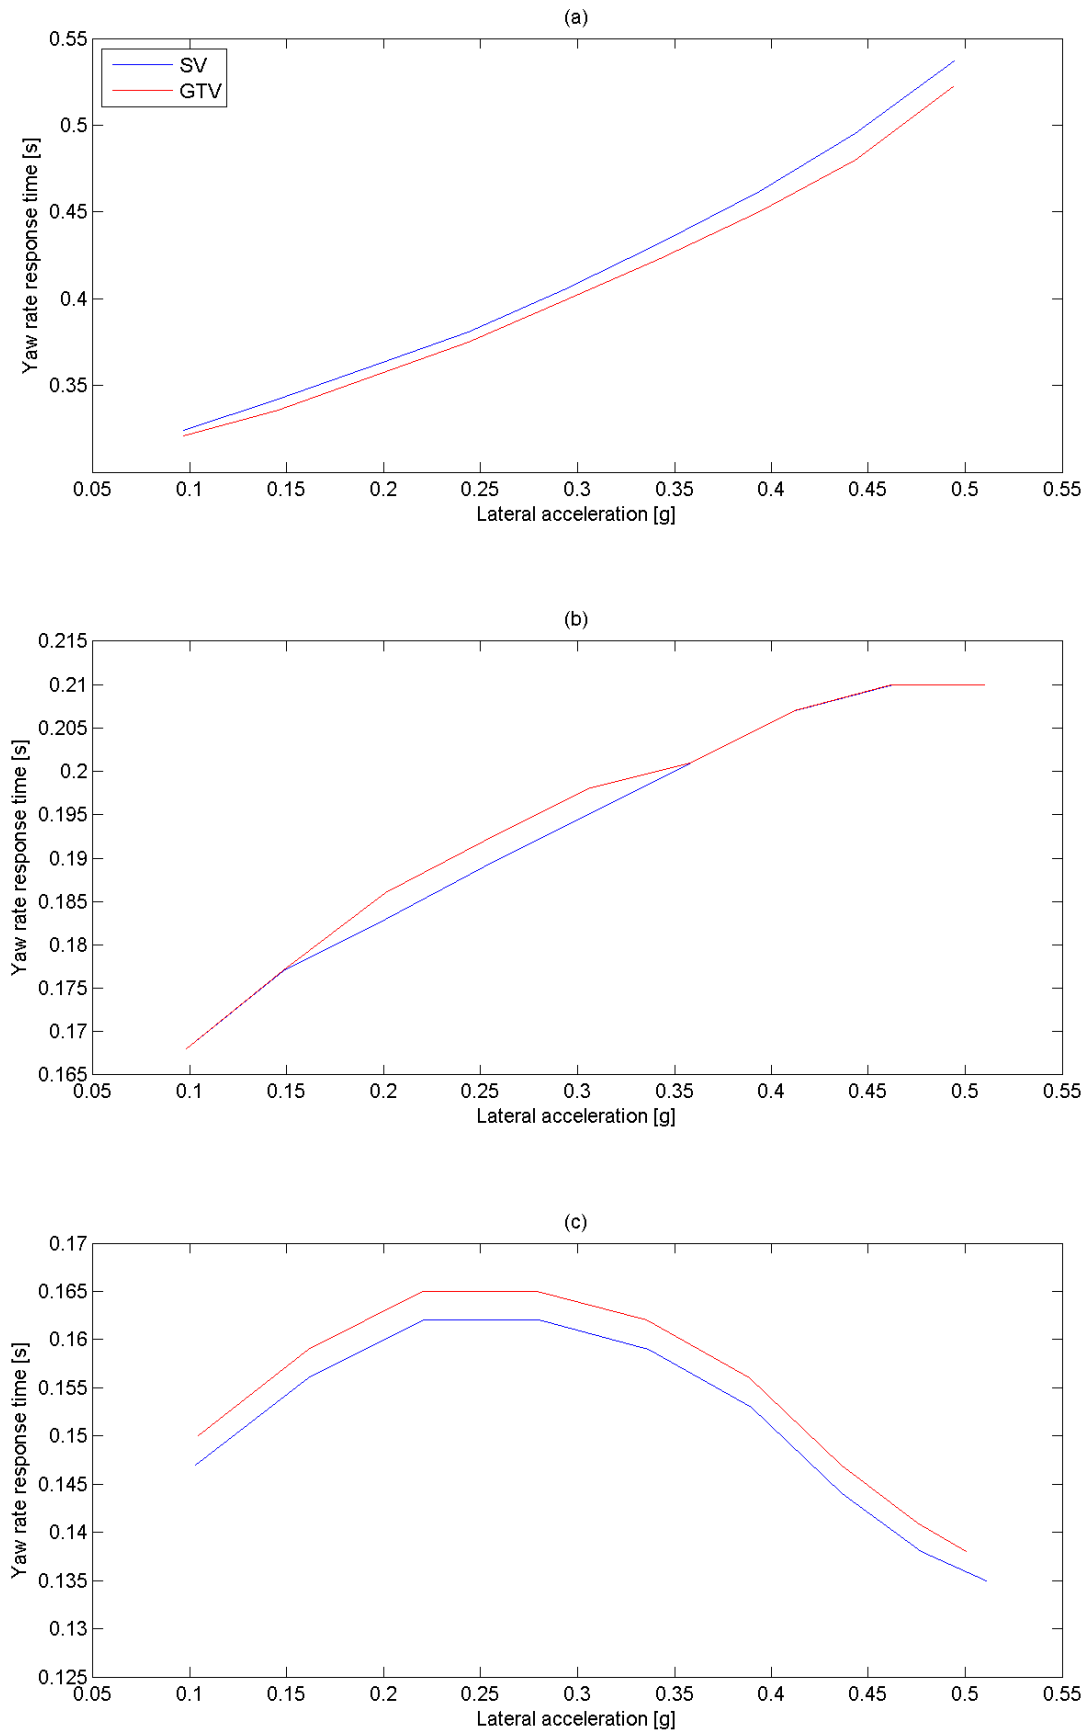 (a)
0.55
0.5
0.45
0.4
0.35
SV
GTV
Yaw rate response time [s]
0.05 0.1 0.15 0.2 0.25 0.3 0.35 0.4 0.45 0.5 0.55
Lateral acceleration [g]
(b)
0.215
0.21
0.205
0.2
0.195
0.19
0.185
0.18
0.175
0.17
0.165
Yaw rate response time [s]
0.05 0.1 0.15 0.2 0.25 0.3 0.35 0.4 0.45 0.5 0.55
Lateral acceleration [g]
(c)
0.17
0.165
0.16
0.155
0.15
0.145
0.14
0.135
0.13
0.125
Yaw rate response time [s]
0.05 0.1 0.15 0.2 0.25 0.3 0.35 0.4 0.45 0.5 0.55
Lateral acceleration [g]